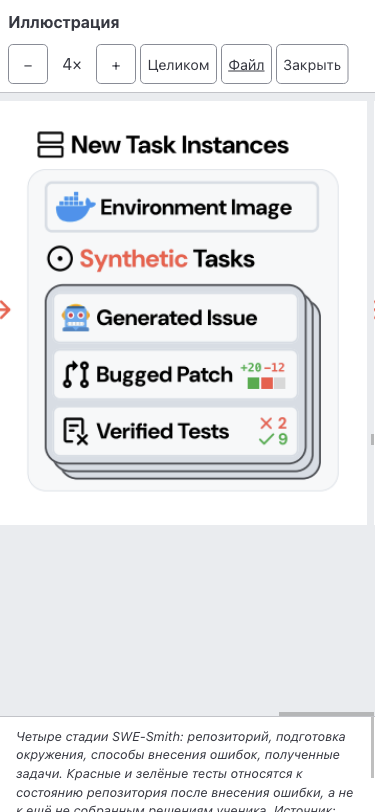 Иллюстрация
− 4× + Целиком Файл Закрыть
New Task Instances
Environment Image
Synthetic Tasks
Generated Issue
Bugged Patch +20 −12
Verified Tests × 2
✓ 9
Четыре стадии SWE-Smith: репозиторий, подготовка
окружения, способы внесения ошибок, полученные
задачи. Красные и зелёные тесты относятся к
состоянию репозитория после внесения ошибки, а не
к ещё не собранным решениям ученика. Источник: